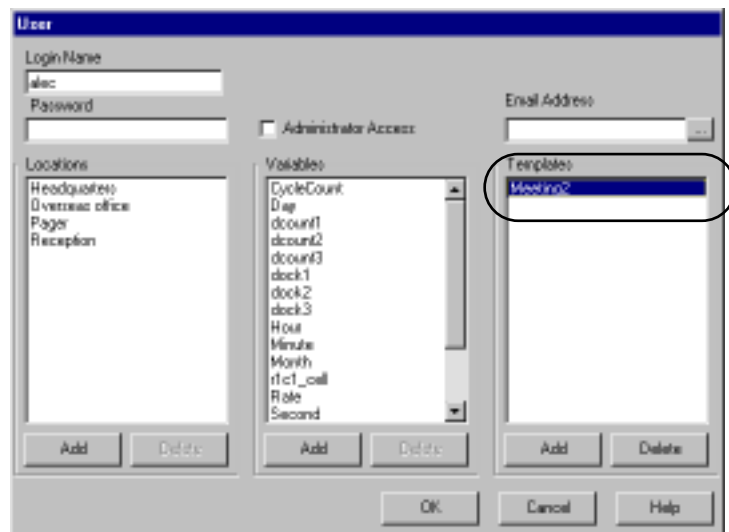 User
Login Name
alec
Password
Administrator Access
Email Address
...
Locations
Headquarters
Overseas office
Pager
Reception
Add
Delete
Variables
CycleCount
Day
dcount1
dcount2
dcount3
dock1
dock2
dock3
Hour
Minute
Month
r1c1_cell
Rate
Second
Add
Delete
Templates
Meeting2
Add
Delete
OK
Cancel
Help